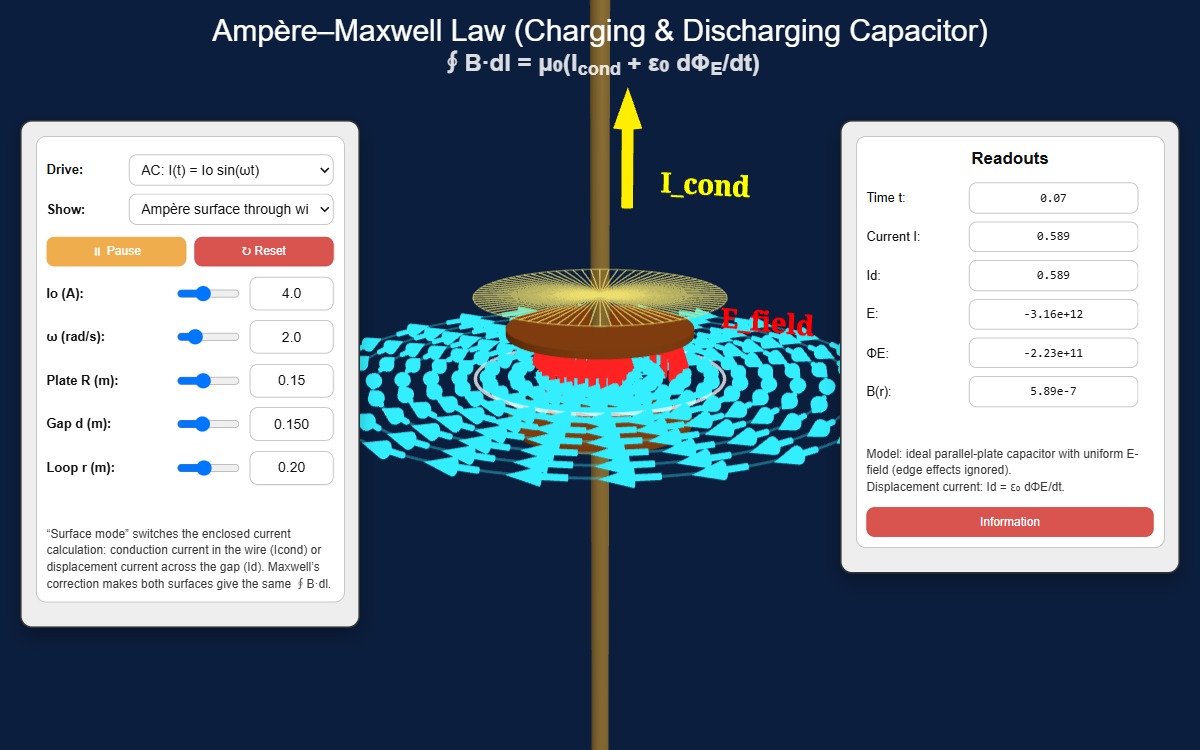 Ampère–Maxwell Law (Charging & Discharging Capacitor)
∮ B·dl = μ₀(I_cond + ε₀ dΦ_E/dt)
Drive:
AC: I(t) = Io sin(ωt)
Show:
Ampère surface through wi
⏸ Pause
↻ Reset
Io (A):
4.0
ω (rad/s):
2.0
Plate R (m):
0.15
Gap d (m):
0.150
Loop r (m):
0.20
“Surface mode” switches the enclosed current
calculation: conduction current in the wire (Icond) or
displacement current across the gap (Id). Maxwell’s
correction makes both surfaces give the same ∮ B·dl.
I_cond
E_field
Readouts
Time t:
0.07
Current I:
0.589
Id:
0.589
E:
-3.16e+12
ΦE:
-2.23e+11
B(r):
5.89e-7
Model: ideal parallel-plate capacitor with uniform E-
field (edge effects ignored).
Displacement current: Id = ε₀ dΦE/dt.
Information